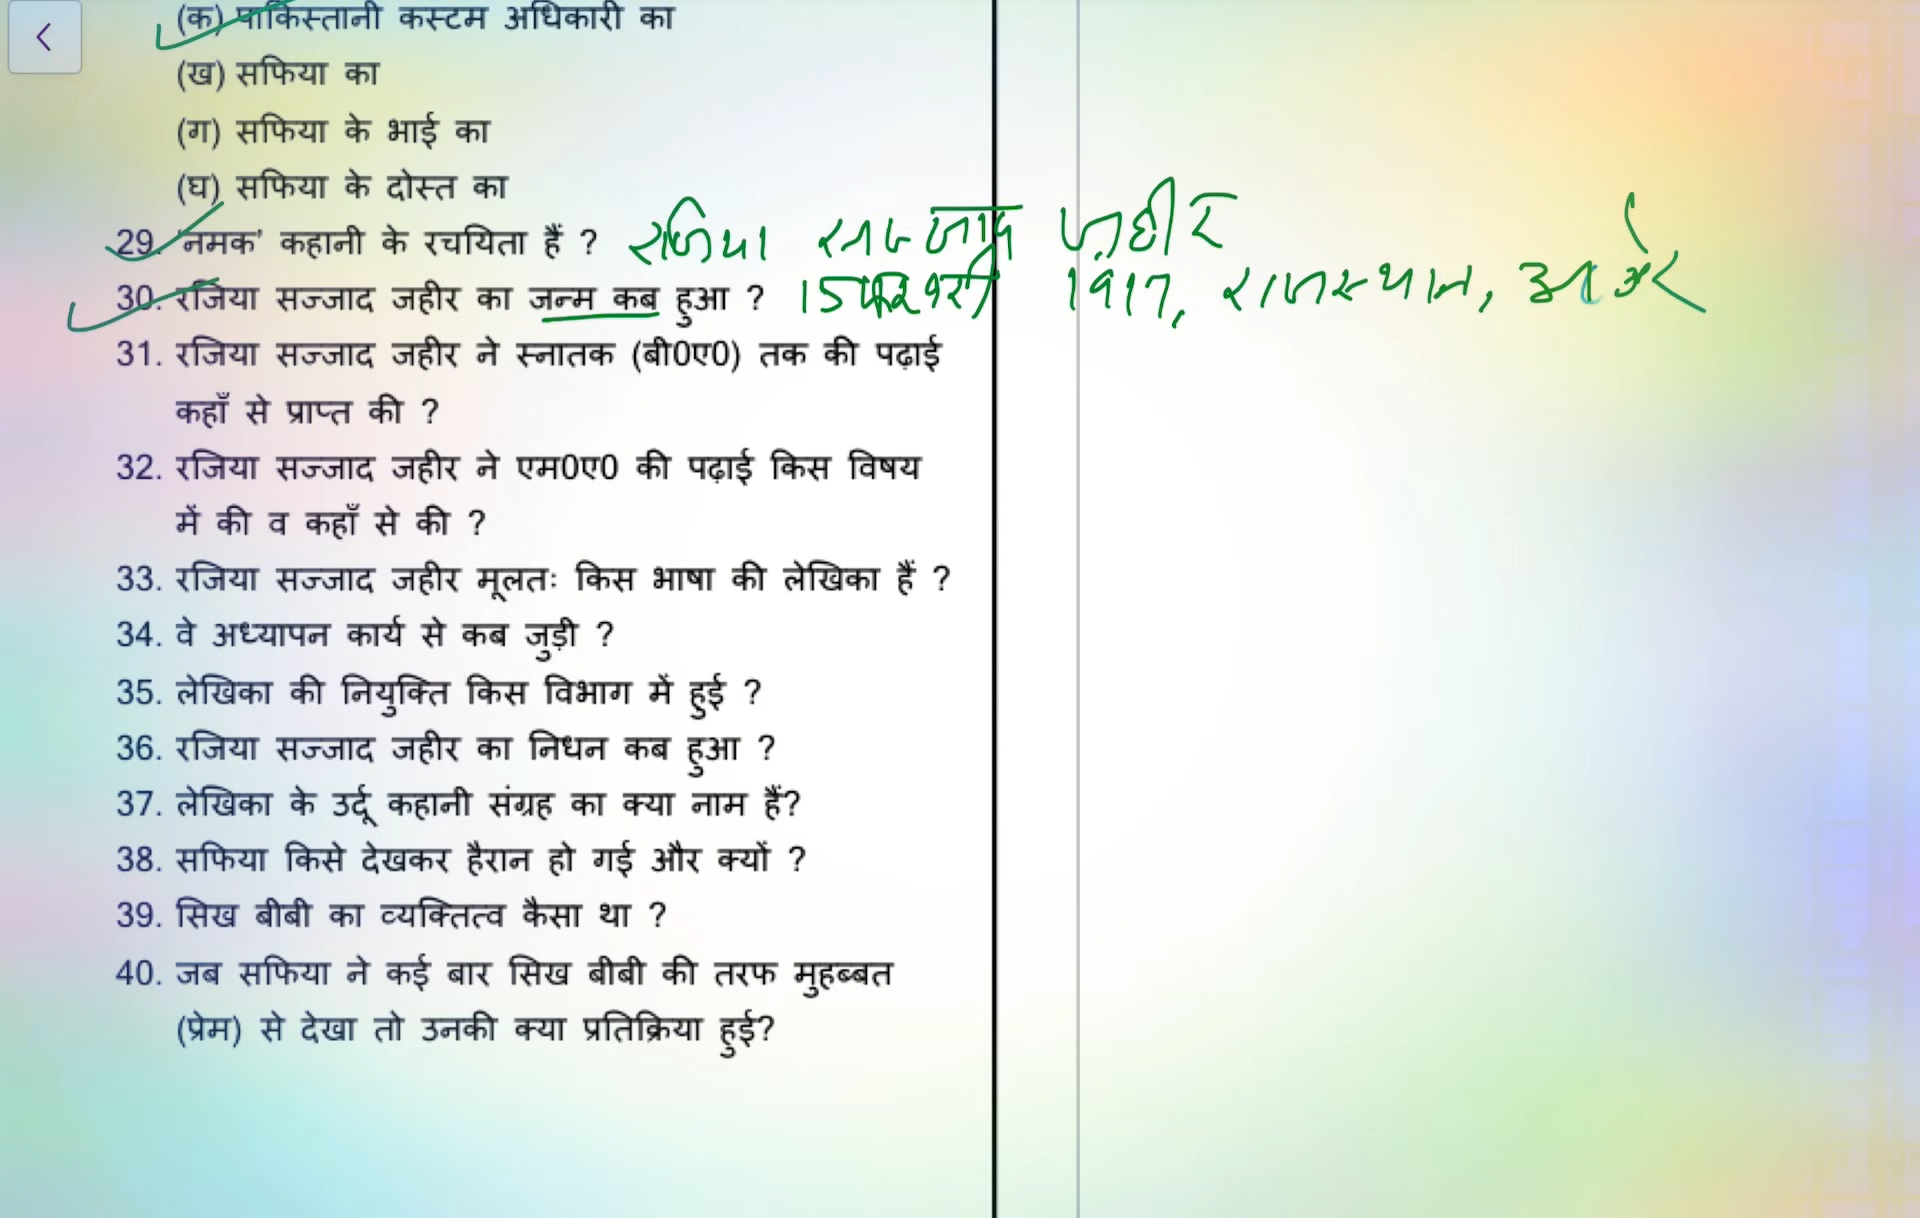 (क) पाकिस्तानी कस्टम अधिकारी का
(ख) सफिया का
(ग) सफिया के भाई का
(घ) सफिया के दोस्त का
29. 'नमक' कहानी के रचयिता हैं ? रजिया सज्जाद ज़हीर
30. रजिया सज्जाद जहीर का जन्म कब हुआ ? 15 फरवरी 1917, राजस्थान,
31. रजिया सज्जाद जहीर ने स्नातक (बी0ए0) तक की पढ़ाई
कहाँ से प्राप्त की ?
32. रजिया सज्जाद जहीर ने एम0ए0 की पढ़ाई किस विषय
में की व कहाँ से की ?
33. रजिया सज्जाद जहीर मूलतः किस भाषा की लेखिका हैं ?
34. वे अध्यापन कार्य से कब जुड़ी ?
35. लेखिका की नियुक्ति किस विभाग में हुई ?
36. रजिया सज्जाद जहीर का निधन कब हुआ ?
37. लेखिका के उर्दू कहानी संग्रह का क्या नाम हैं?
38. सफिया किसे देखकर हैरान हो गई और क्यों ?
39. सिख बीबी का व्यक्तित्व कैसा था ?
40. जब सफिया ने कई बार सिख बीबी की तरफ मुहब्बत
(प्रेम) से देखा तो उनकी क्या प्रतिक्रिया हुई?